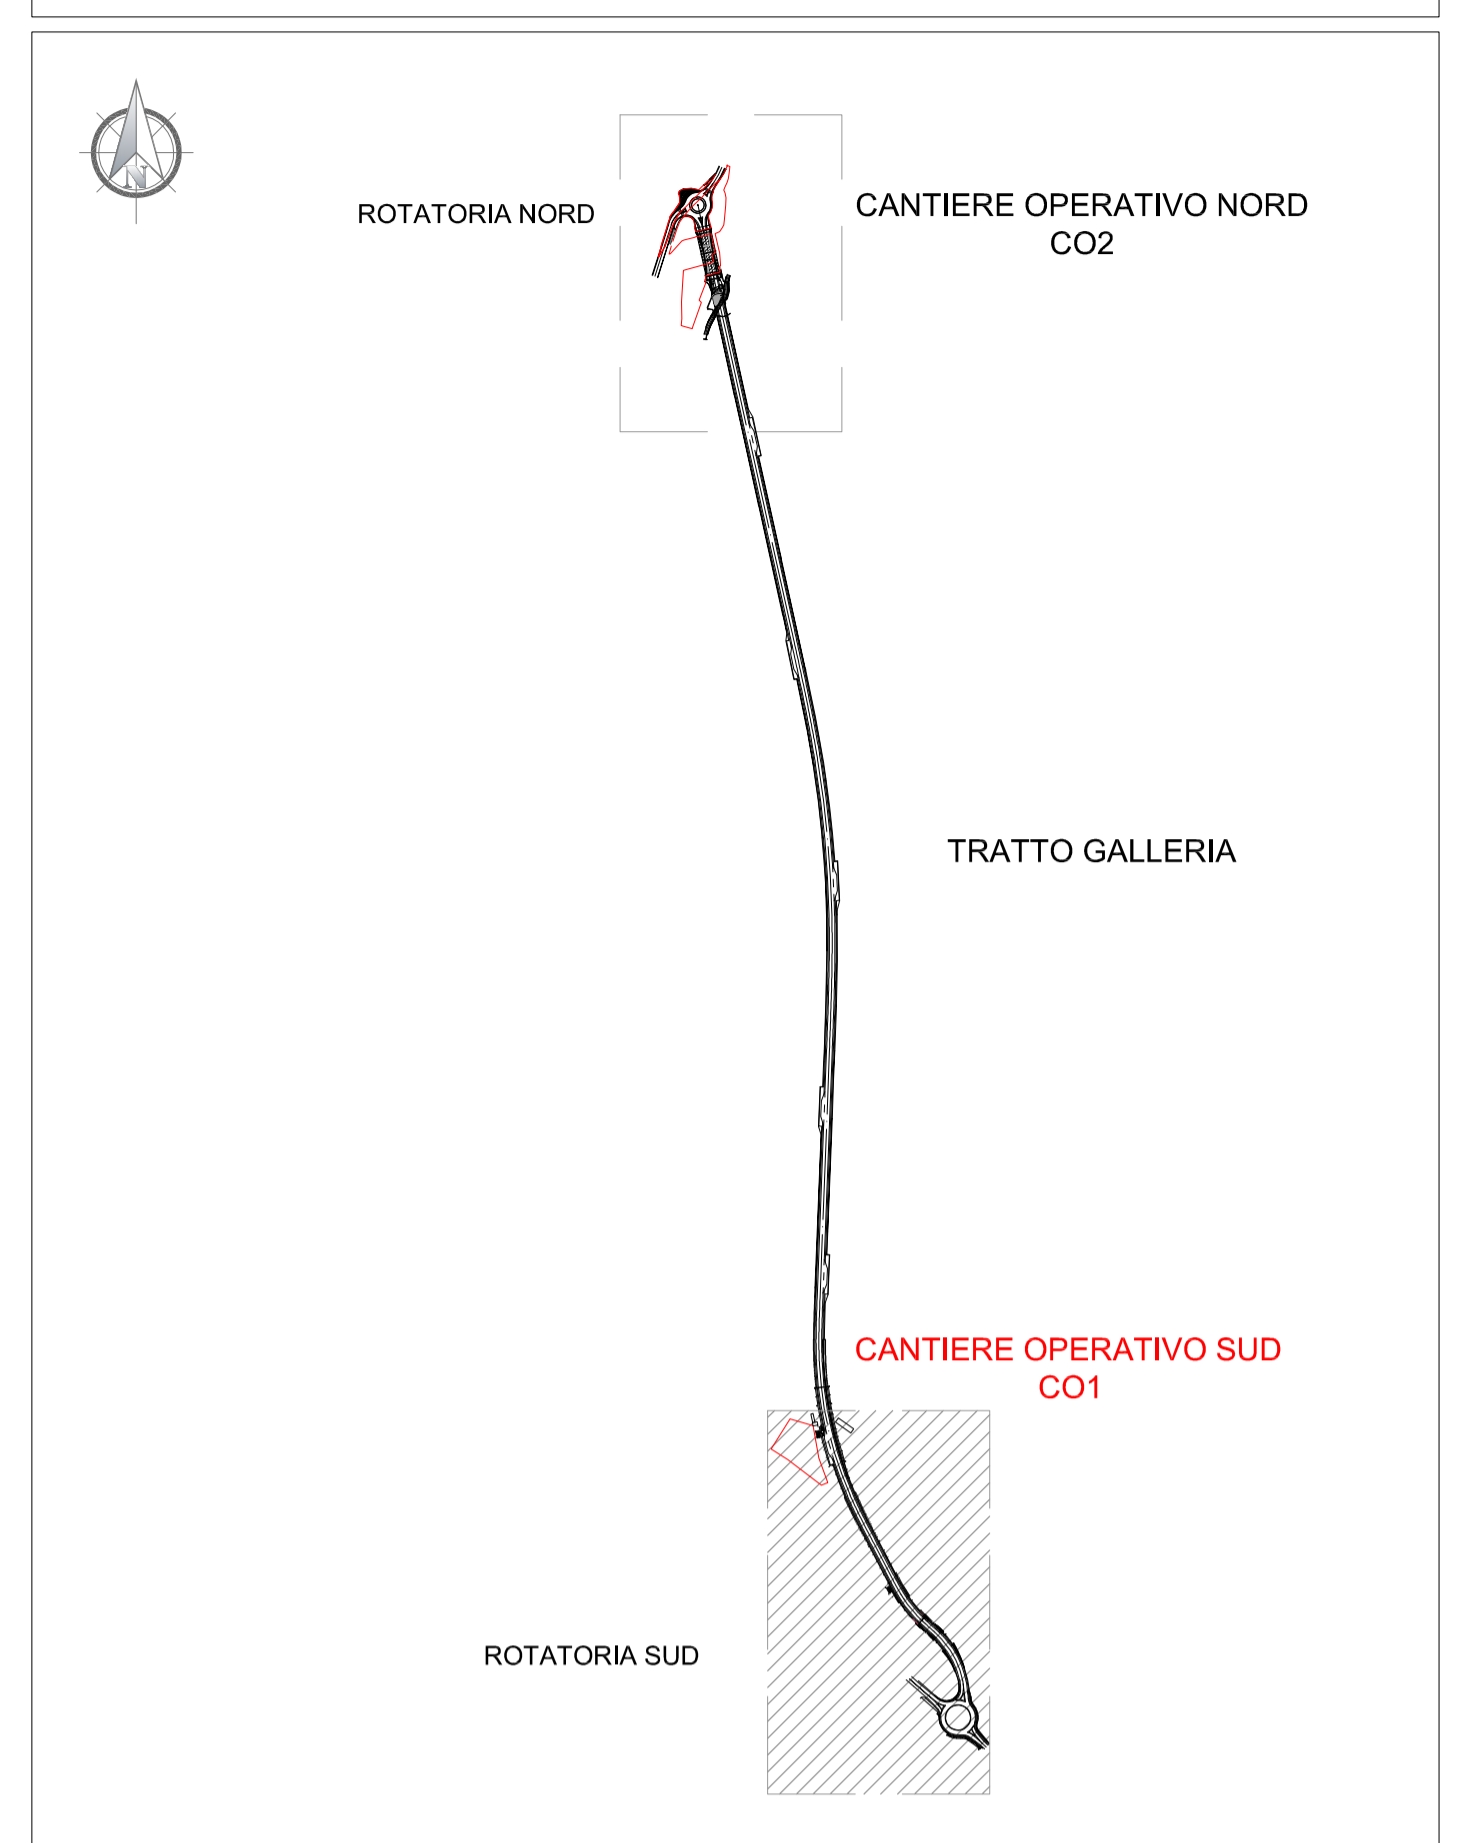 N
ROTATORIA NORD
CANTIERE OPERATIVO NORD
CO2
TRATTO GALLERIA
CANTIERE OPERATIVO SUD
CO1
ROTATORIA SUD